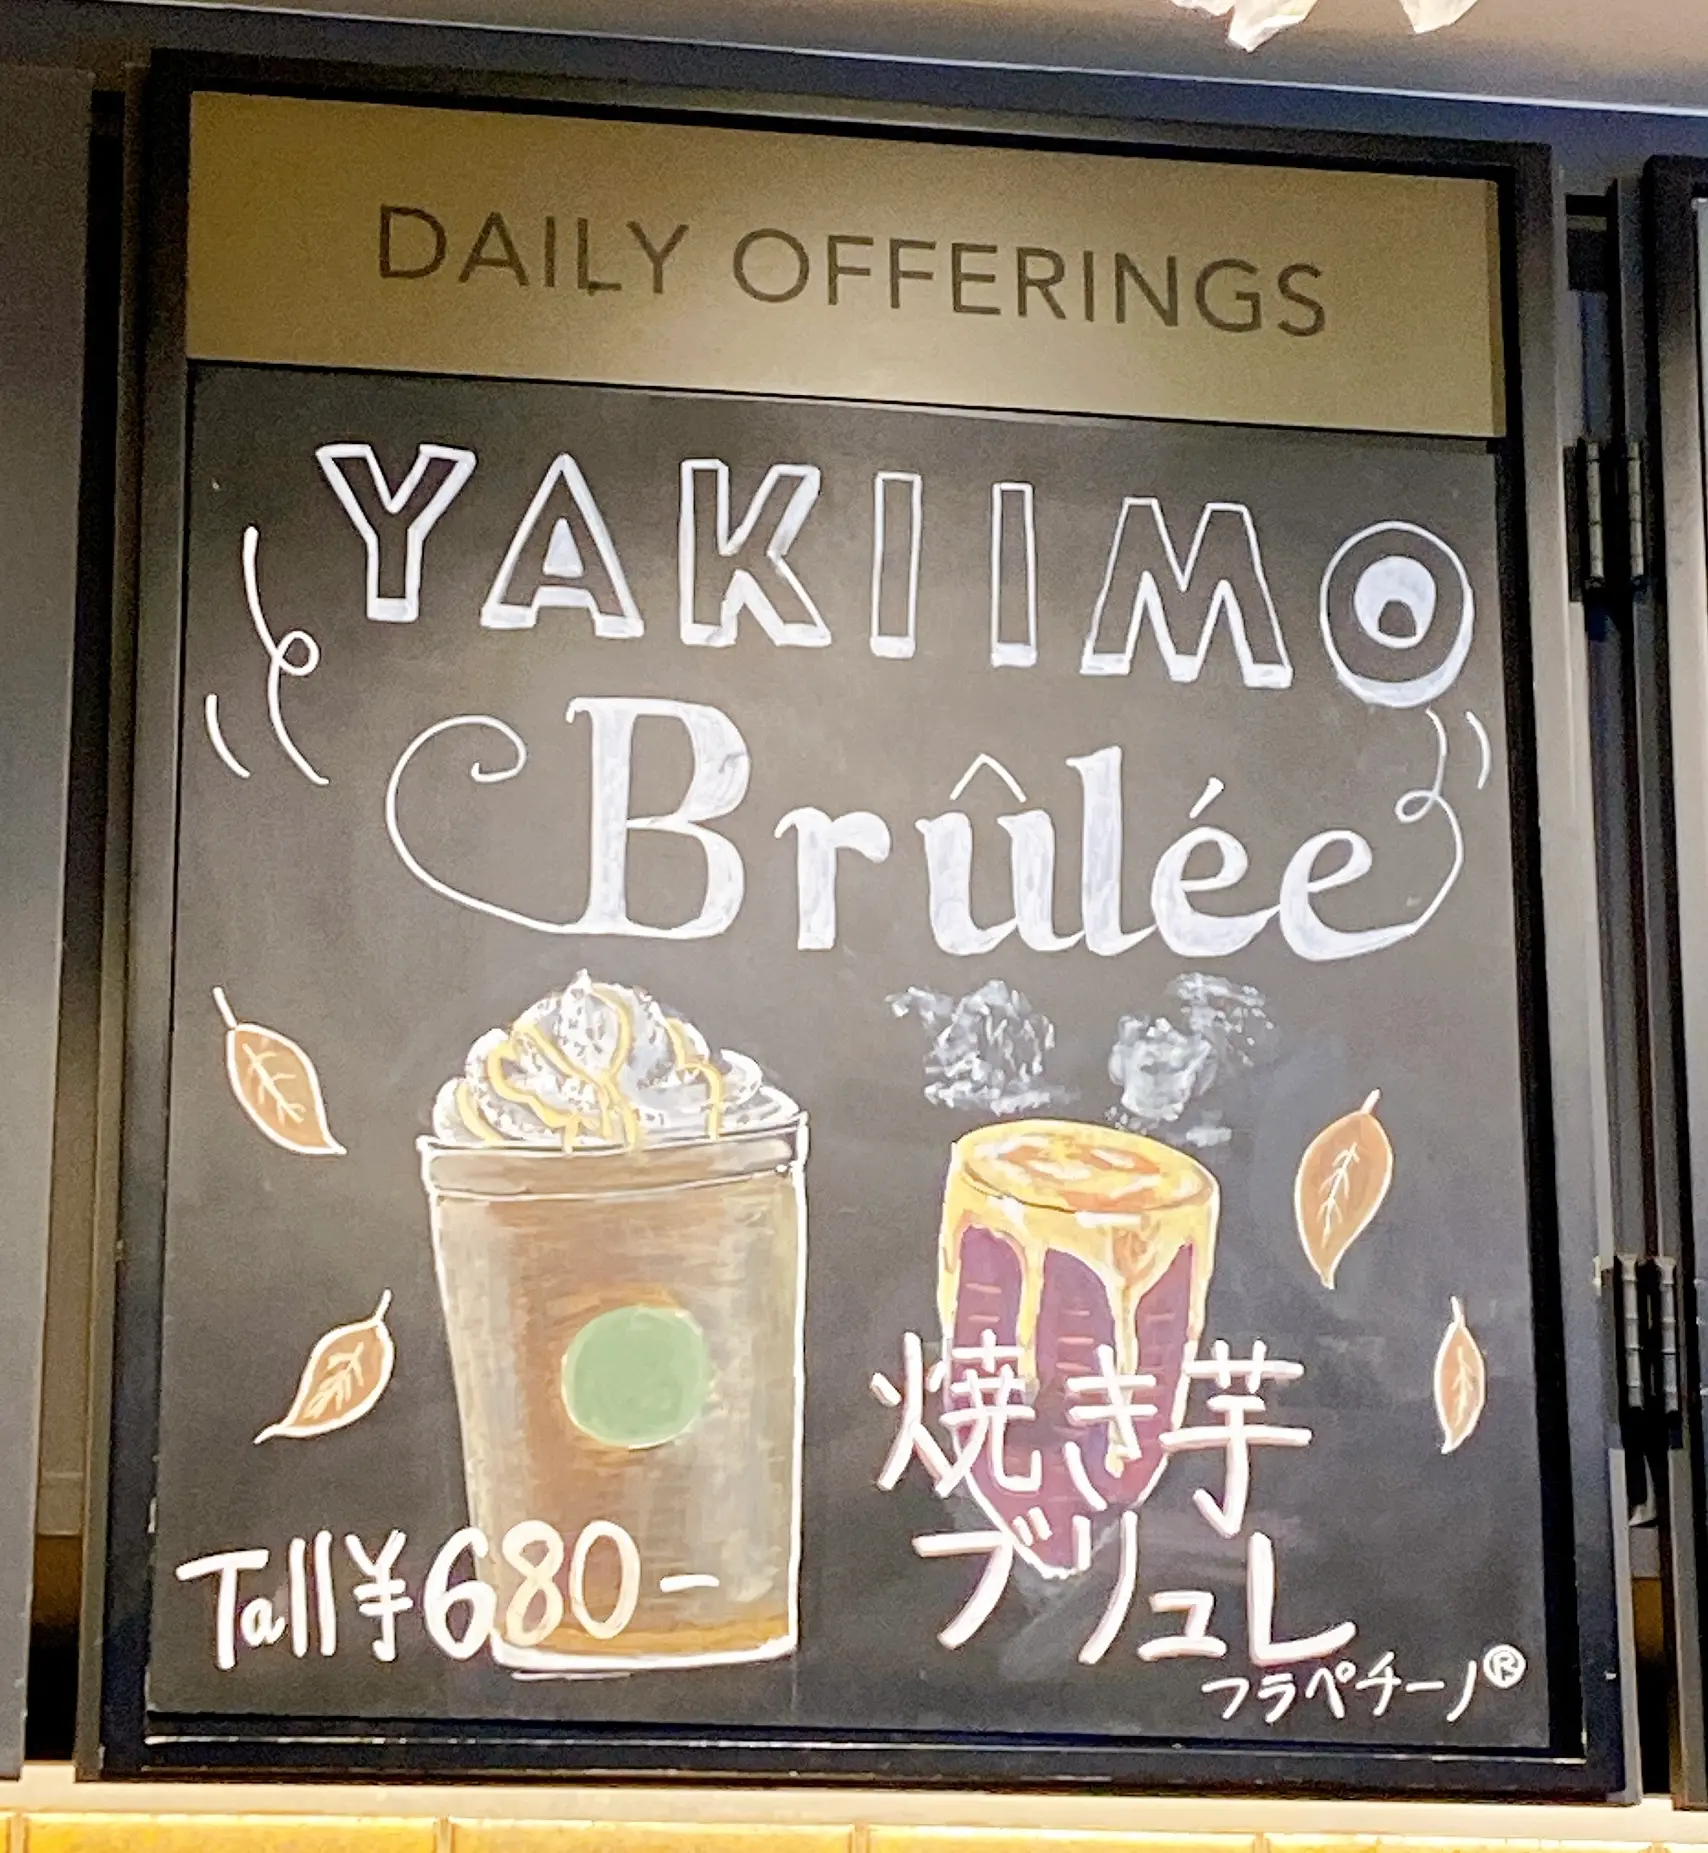 DAILY OFFERINGS
YAKIIMO
Brûlée
焼き芋
ブリュレ
フラペチーノ®
Tall ¥680-